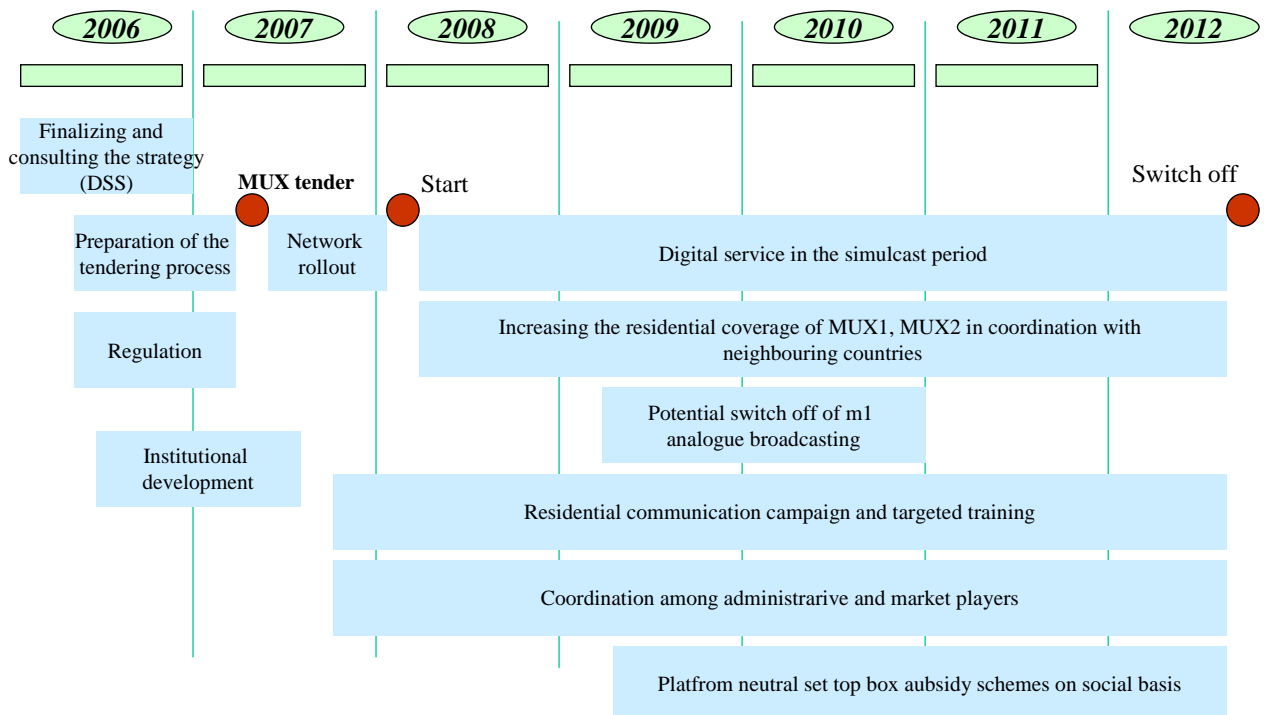 2006
2007
2008
2009
2010
2011
2012
Finalizing and
consulting the strategy
(DSS)
MUX tender
Start
Switch off
Preparation of the
tendering process
Network
rollout
Digital service in the simulcast period
Regulation
Increasing the residential coverage of MUX1, MUX2 in coordination with
neighbouring countries
Potential switch off of m1
analogue broadcasting
Institutional
development
Residential communication campaign and targeted training
Coordination among administrarive and market players
Platfrom neutral set top box aubsidy schemes on social basis